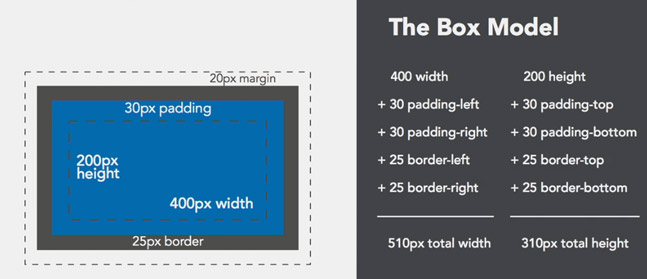 20px margin
30px padding
200px
height
400px width
25px border
The Box Model
400 width
+ 30 padding-left
+ 30 padding-right
+ 25 border-left
+ 25 border-right
510px total width
200 height
+ 30 padding-top
+ 30 padding-bottom
+ 25 border-top
+ 25 border-bottom
310px total height